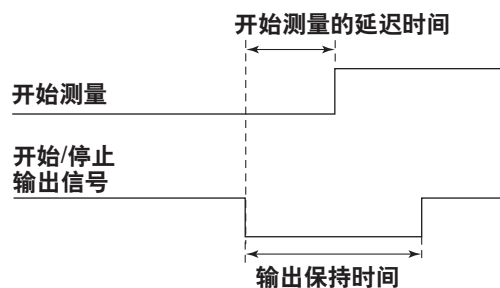 开始测量的延迟时间
开始测量
开始/停止
输出信号
输出保持时间